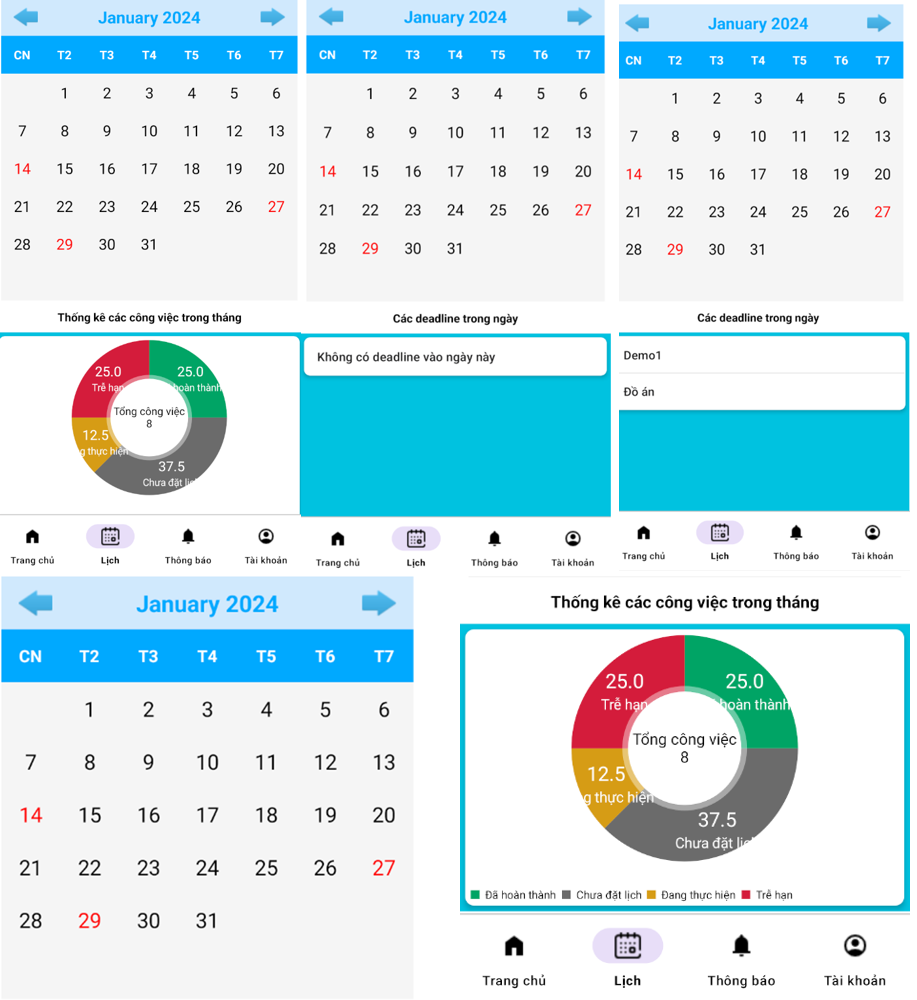 January 2024
CN T2 T3 T4 T5 T6 T7
1 2 3 4 5 6
7 8 9 10 11 12 13
14 15 16 17 18 19 20
21 22 23 24 25 26 27
28 29 30 31
Thống kê các công việc trong tháng
25.0 25.0
Trễ hạn hoàn thành
Tổng công việc
8
12.5
g thực hiện
37.5
Chưa đặt lịch
Trang chủ Lịch Thông báo Tài khoản
January 2024
CN T2 T3 T4 T5 T6 T7
1 2 3 4 5 6
7 8 9 10 11 12 13
14 15 16 17 18 19 20
21 22 23 24 25 26 27
28 29 30 31
Các deadline trong ngày
Không có deadline vào ngày này
Trang chủ Lịch Thông báo Tài khoản
January 2024
CN T2 T3 T4 T5 T6 T7
1 2 3 4 5 6
7 8 9 10 11 12 13
14 15 16 17 18 19 20
21 22 23 24 25 26 27
28 29 30 31
Các deadline trong ngày
Demo1
Đồ án
Trang chủ Lịch Thông báo Tài khoản
January 2024
CN T2 T3 T4 T5 T6 T7
1 2 3 4 5 6
7 8 9 10 11 12 13
14 15 16 17 18 19 20
21 22 23 24 25 26 27
28 29 30 31
Thống kê các công việc trong tháng
25.0 25.0
Trễ hạn hoàn thành
Tổng công việc
8
12.5
g thực hiện
37.5
Chưa đặt lịch
Đã hoàn thành Chưa đặt lịch Đang thực hiện Trễ hạn
Trang chủ Lịch Thông báo Tài khoản